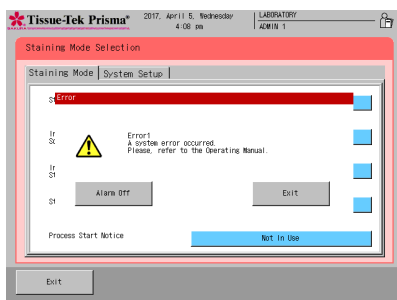 Tissue-Tek Prisma®
2017, April 5, Wednesday
4:08 pm
LABORATORY
ADMIN 1
Staining Mode Selection
Staining Mode
System Setup
Error
Error1
A system error occurred.
Please, refer to the Operating Manual.
Alarm Off
Exit
Process Start Notice
Not In Use
Exit